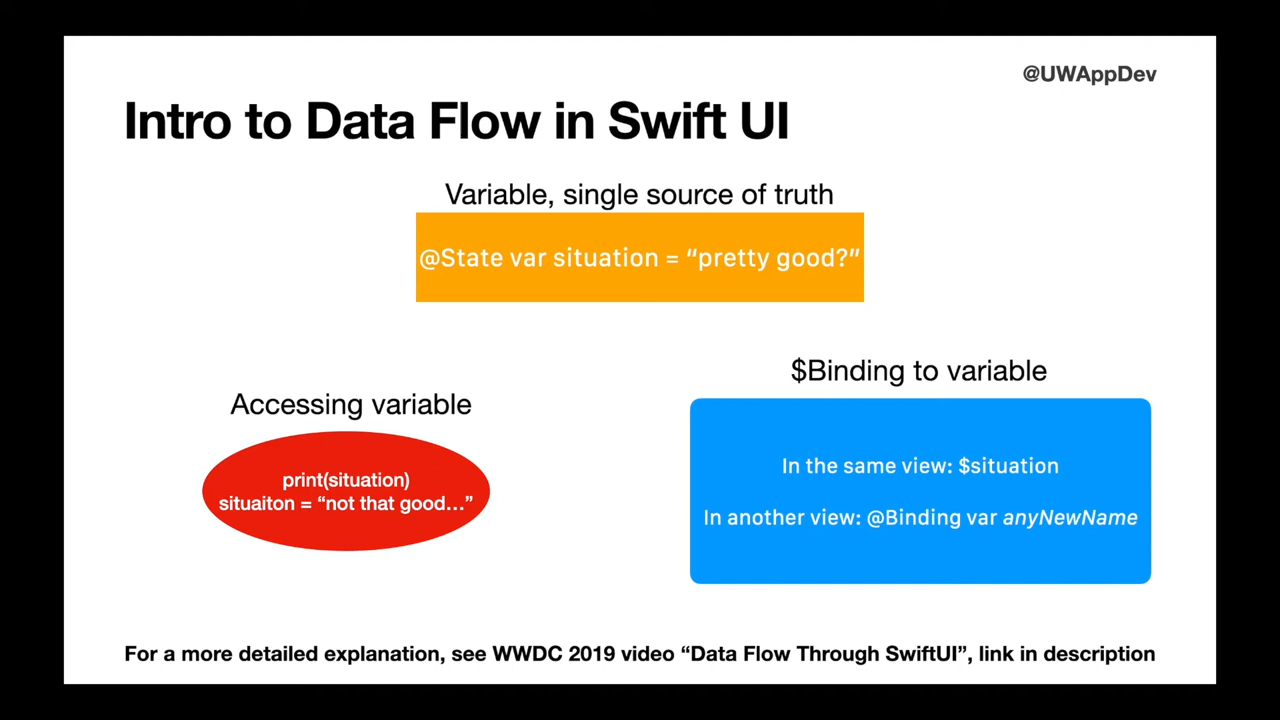 @UWAppDev
Intro to Data Flow in Swift UI
Variable, single source of truth
@State var situation = “pretty good?”
Accessing variable
print(situation)
situaiton = “not that good…”
$Binding to variable
In the same view: $situation
In another view: @Binding var anyNewName
For a more detailed explanation, see WWDC 2019 video “Data Flow Through SwiftUI”, link in description